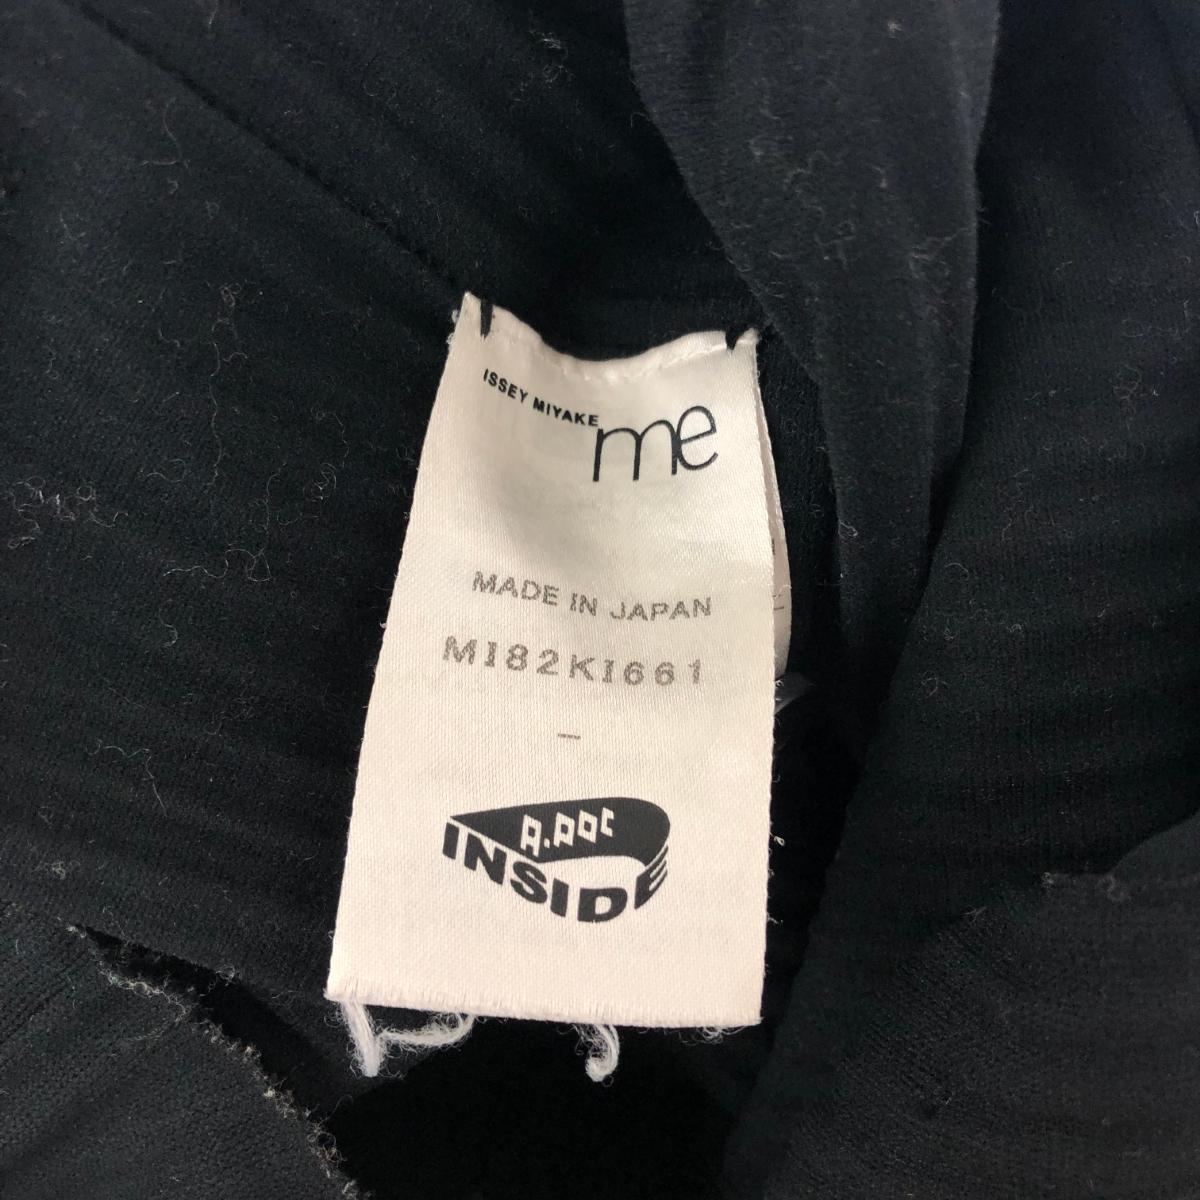 ISSEY MIYAKE
me
MADE IN JAPAN
MI82KI661
–
A.POC
INSIDE